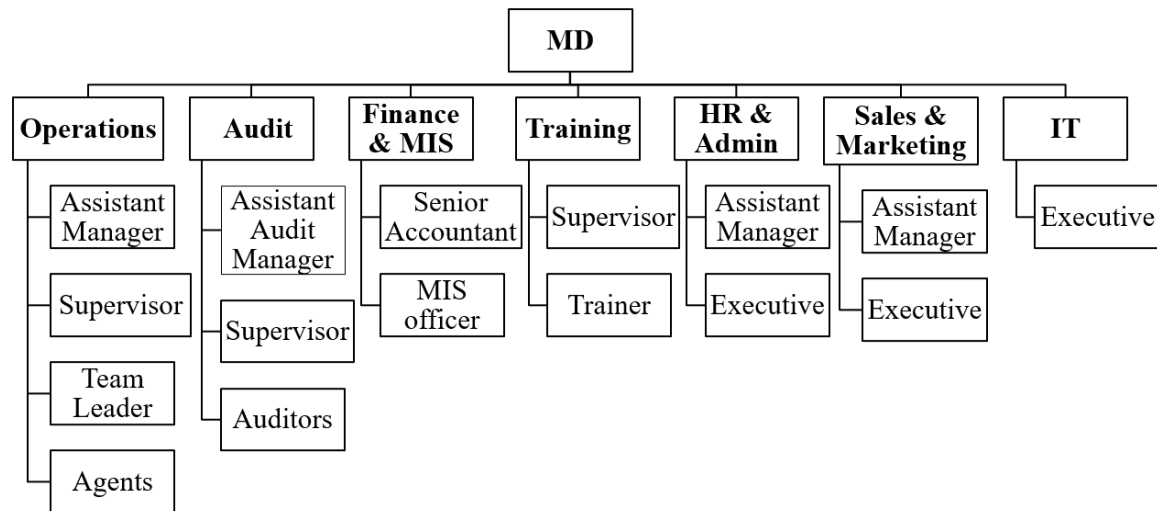 MD
Operations
Audit
Finance
& MIS
Training
HR &
Admin
Sales &
Marketing
IT
Assistant
Manager
Supervisor
Team
Leader
Agents
Assistant
Audit
Manager
Supervisor
Auditors
Senior
Accountant
MIS
officer
Supervisor
Trainer
Assistant
Manager
Executive
Assistant
Manager
Executive
Executive